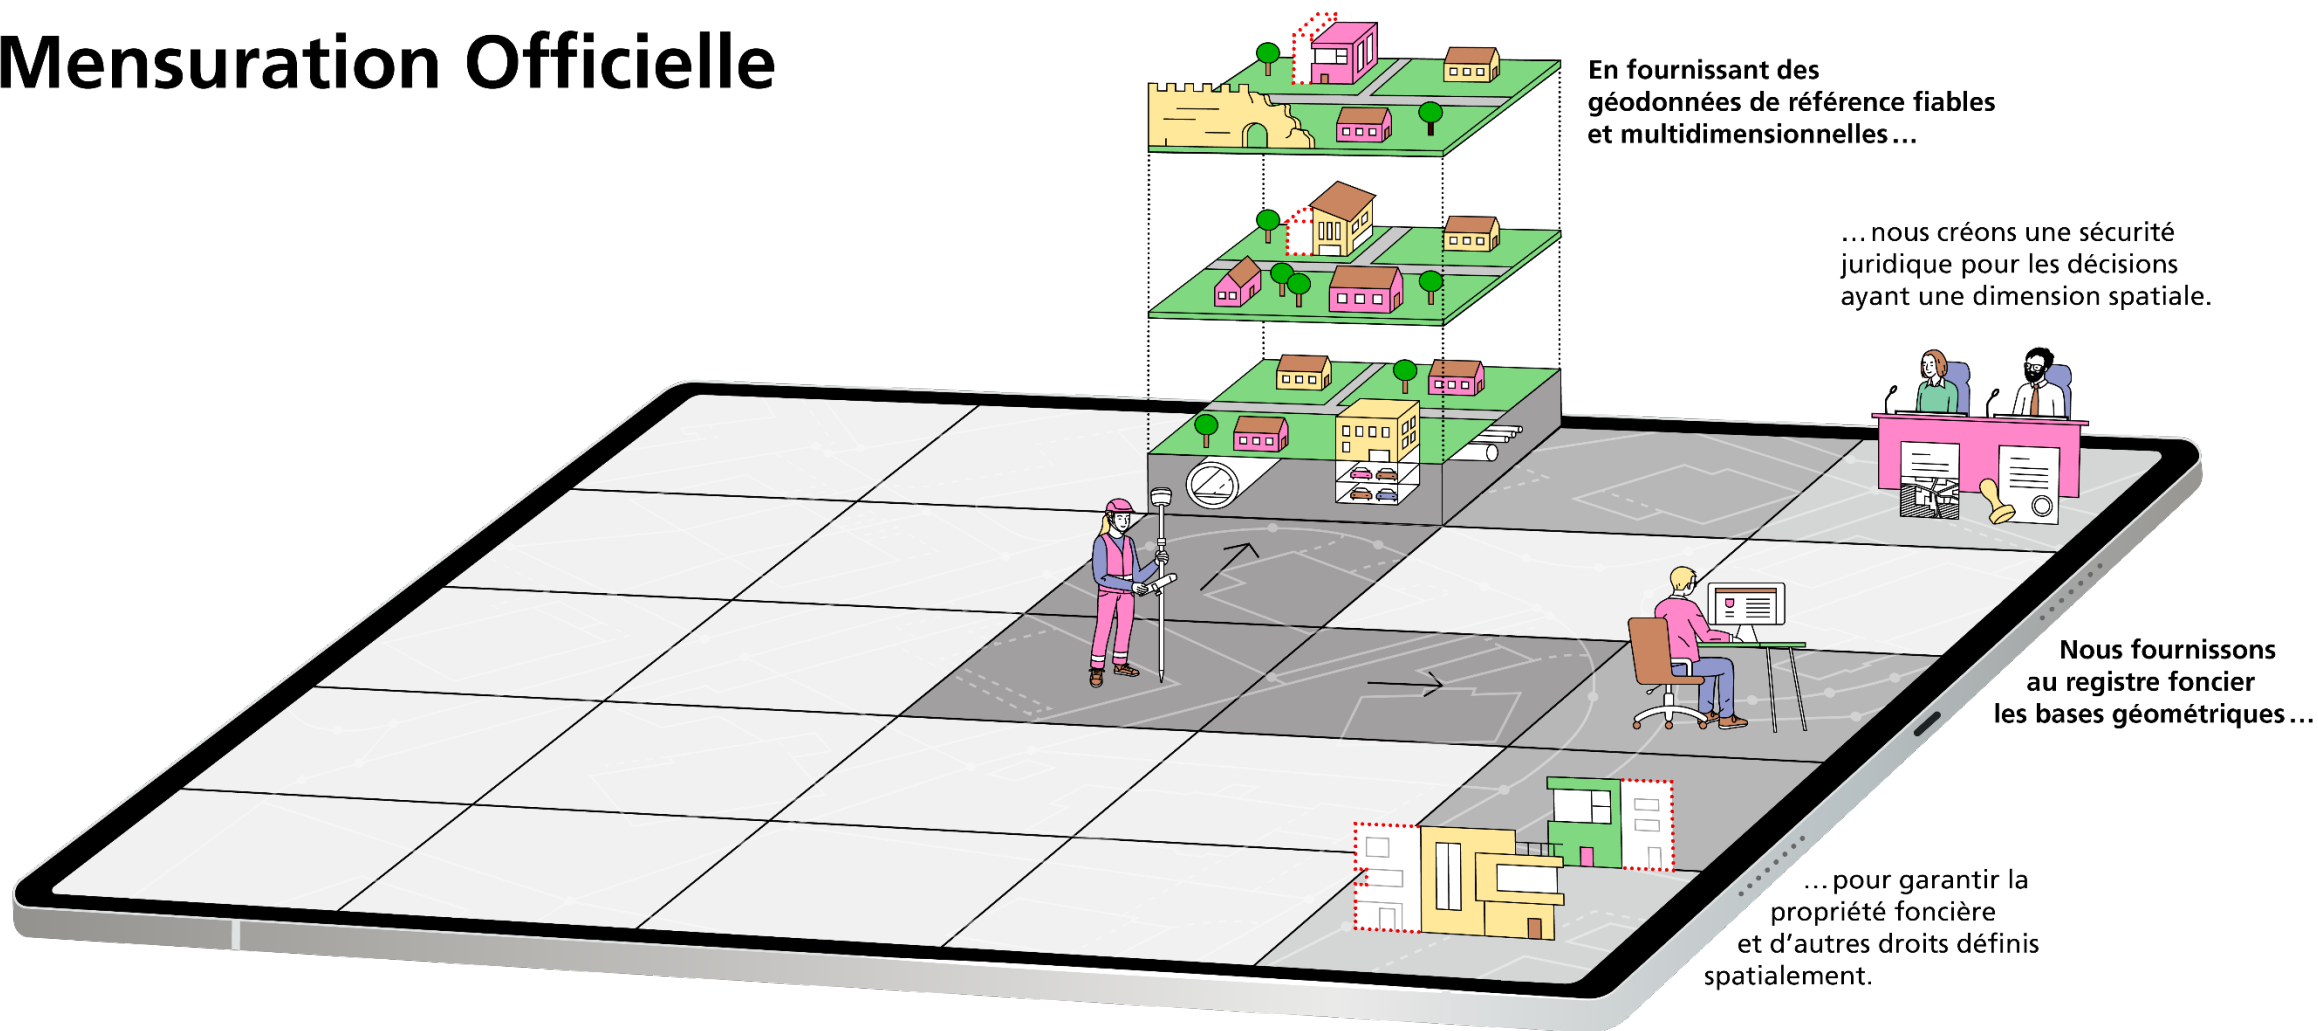 Mensuration Officielle
En fournissant des
géodonnées de référence fiables
et multidimensionnelles…
…nous créons une sécurité
juridique pour les décisions
ayant une dimension spatiale.
Nous fournissons
au registre foncier
les bases géométriques…
…pour garantir la
propriété foncière
et d’autres droits définis
spatialement.